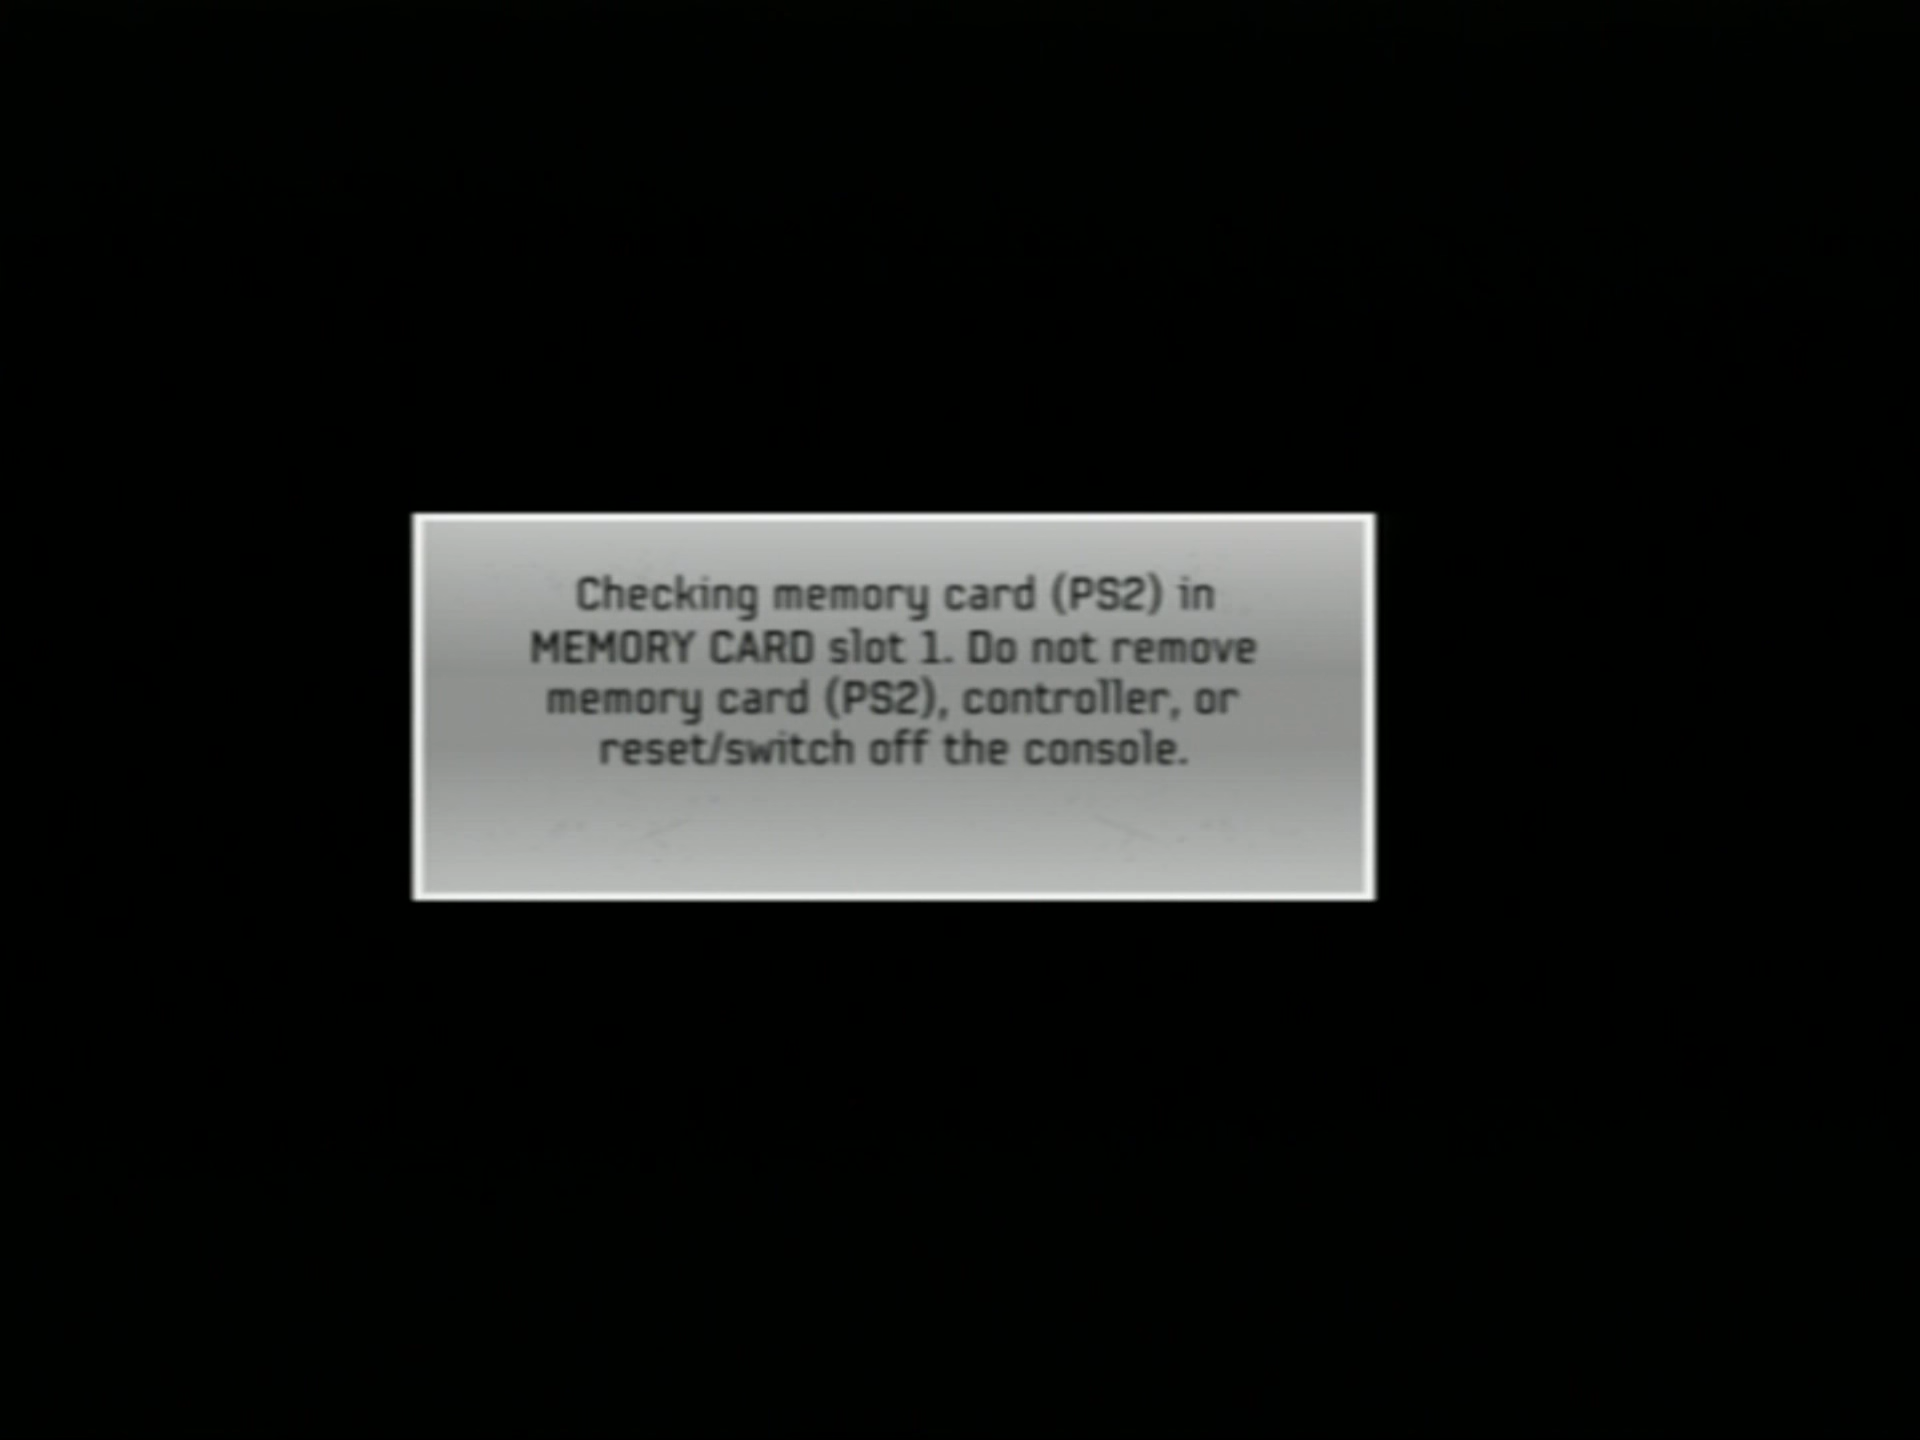 Checking memory card (PS2) in
MEMORY CARD slot 1. Do not remove
memory card (PS2), controller, or
reset/switch off the console.